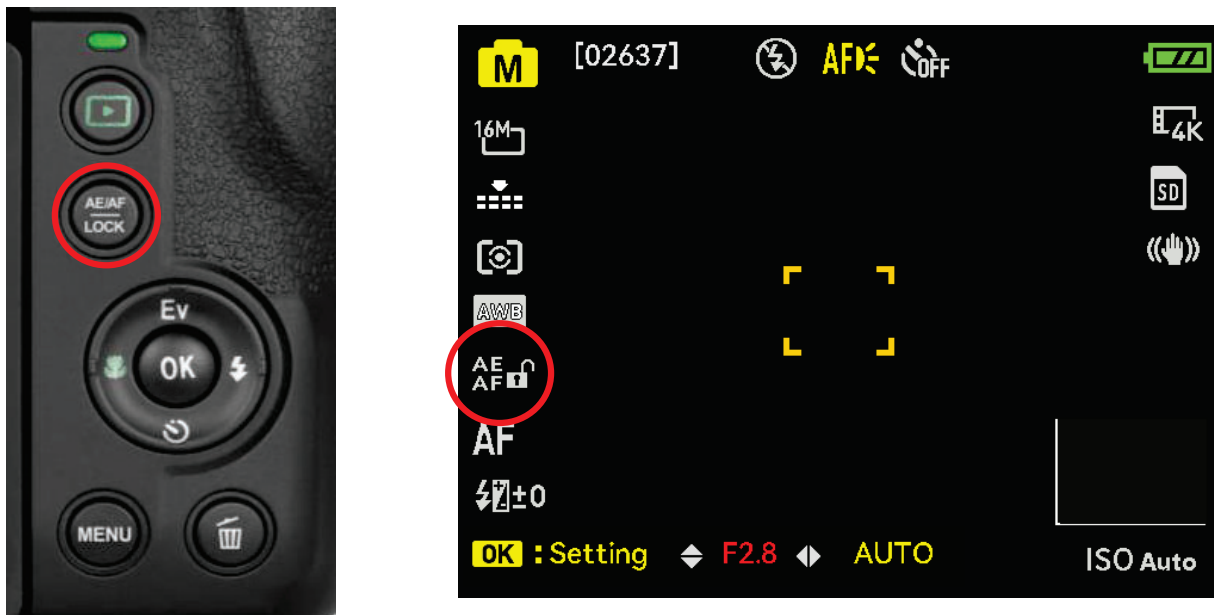 AE/AF
LOCK
Ev
OK
MENU
M [02637] AF OFF
16M 4K
SD
AWB
AE
AF
AF
±0
OK : Setting F2.8 AUTO ISO Auto